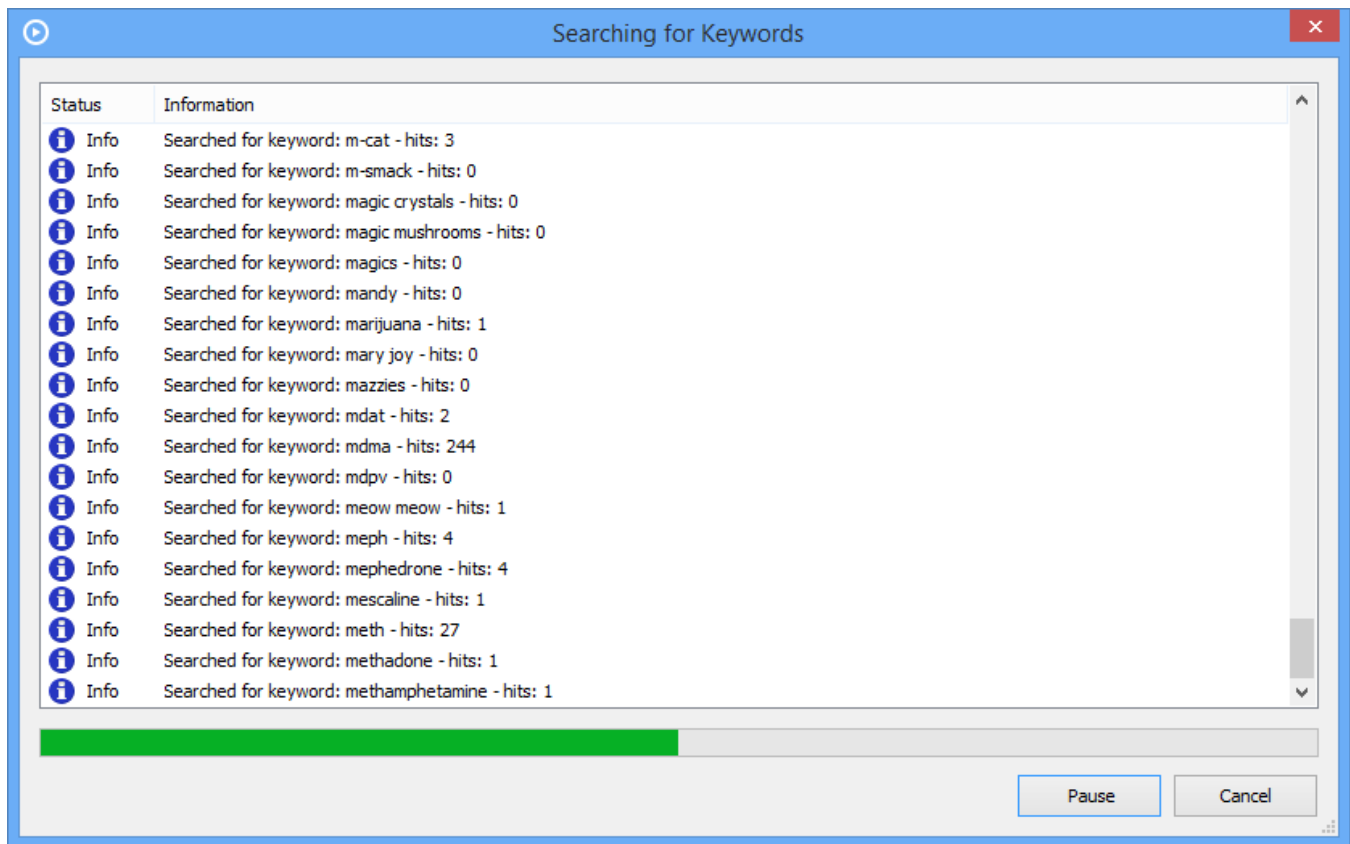 Searching for Keywords
Status Information
Info Searched for keyword: m-cat - hits: 3
Info Searched for keyword: m-smack - hits: 0
Info Searched for keyword: magic crystals - hits: 0
Info Searched for keyword: magic mushrooms - hits: 0
Info Searched for keyword: magics - hits: 0
Info Searched for keyword: mandy - hits: 0
Info Searched for keyword: marijuana - hits: 1
Info Searched for keyword: mary joy - hits: 0
Info Searched for keyword: mazzies - hits: 0
Info Searched for keyword: mdat - hits: 2
Info Searched for keyword: mdma - hits: 244
Info Searched for keyword: mdpv - hits: 0
Info Searched for keyword: meow meow - hits: 1
Info Searched for keyword: meph - hits: 4
Info Searched for keyword: mephedrone - hits: 4
Info Searched for keyword: mescaline - hits: 1
Info Searched for keyword: meth - hits: 27
Info Searched for keyword: methadone - hits: 1
Info Searched for keyword: methamphetamine - hits: 1
Pause Cancel